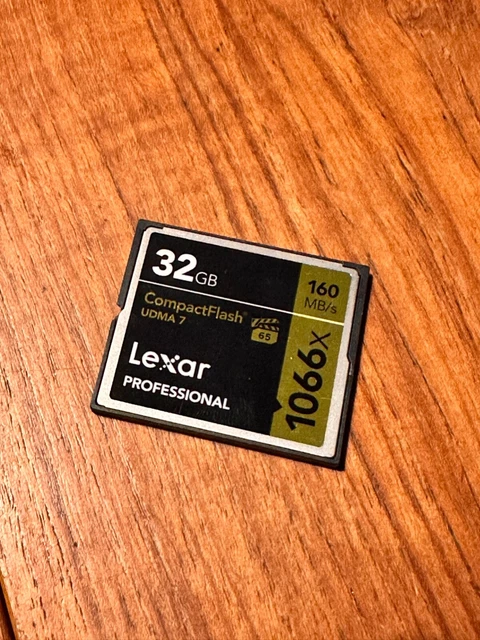 32GB
160
MB/s
CompactFlash®
UDMA 7
65
Lexar
PROFESSIONAL
1066x